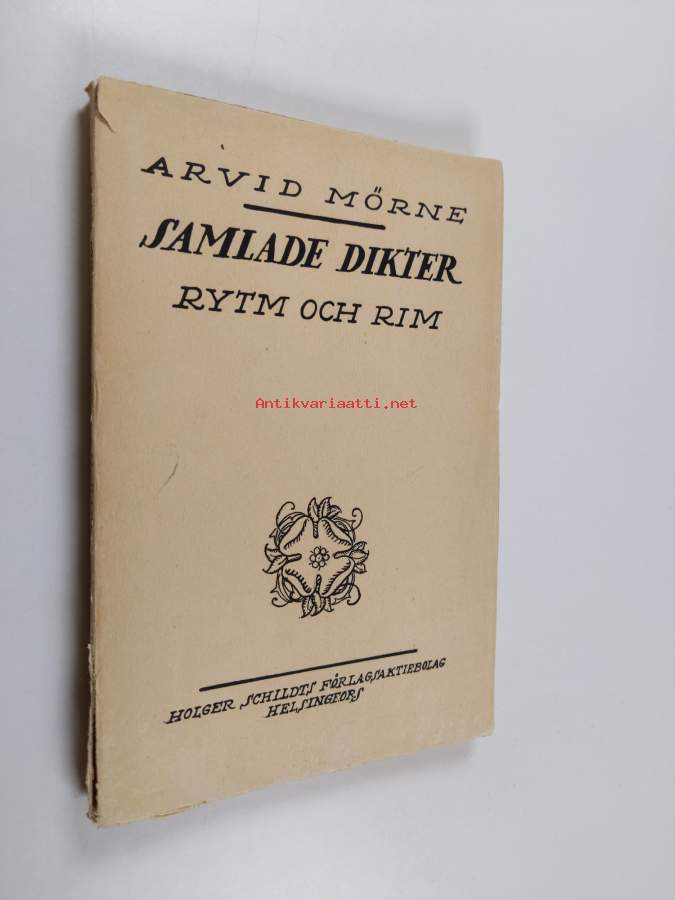 ARVID MÖRNE
SAMLADE DIKTER
RYTM OCH RIM
Antikvariaatti.net
HOLGER SCHILDTS FÖRLAGSAKTIEBOLAG
HELSINGFORS